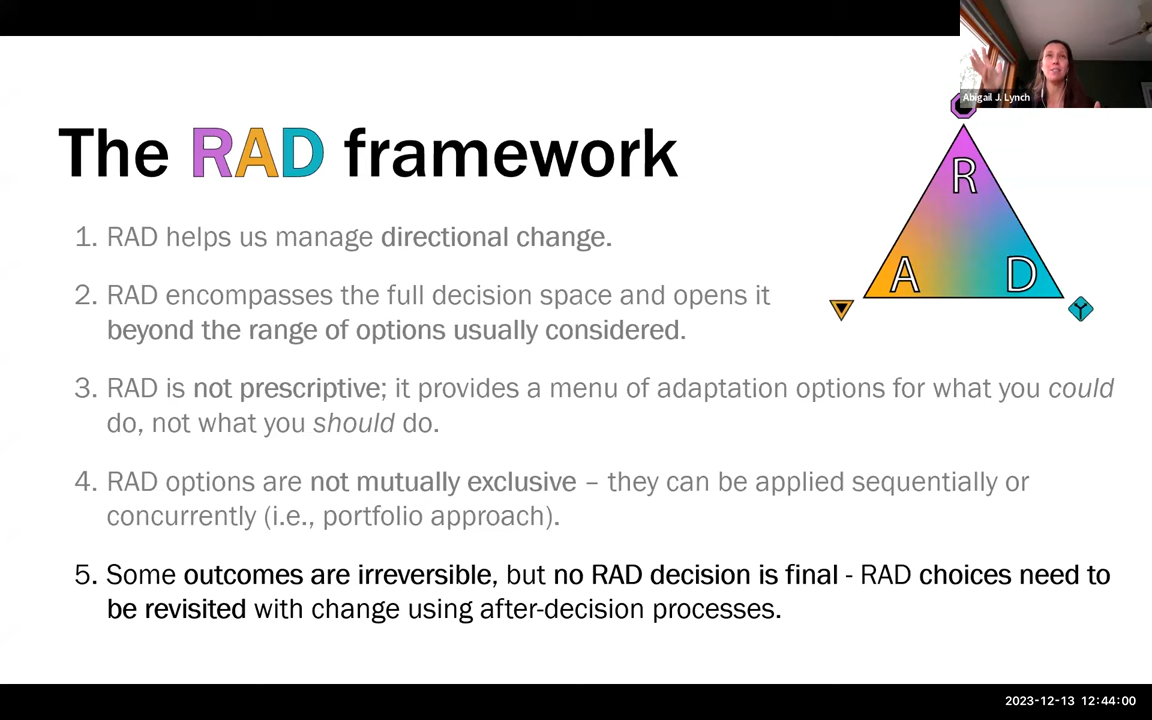 Abigail J. Lynch
The RAD framework
R
A
D
1. RAD helps us manage directional change.
2. RAD encompasses the full decision space and opens it
beyond the range of options usually considered.
3. RAD is not prescriptive; it provides a menu of adaptation options for what you could
do, not what you should do.
4. RAD options are not mutually exclusive – they can be applied sequentially or
concurrently (i.e., portfolio approach).
5. Some outcomes are irreversible, but no RAD decision is final - RAD choices need to
be revisited with change using after-decision processes.
2023-12-13 12:44:00